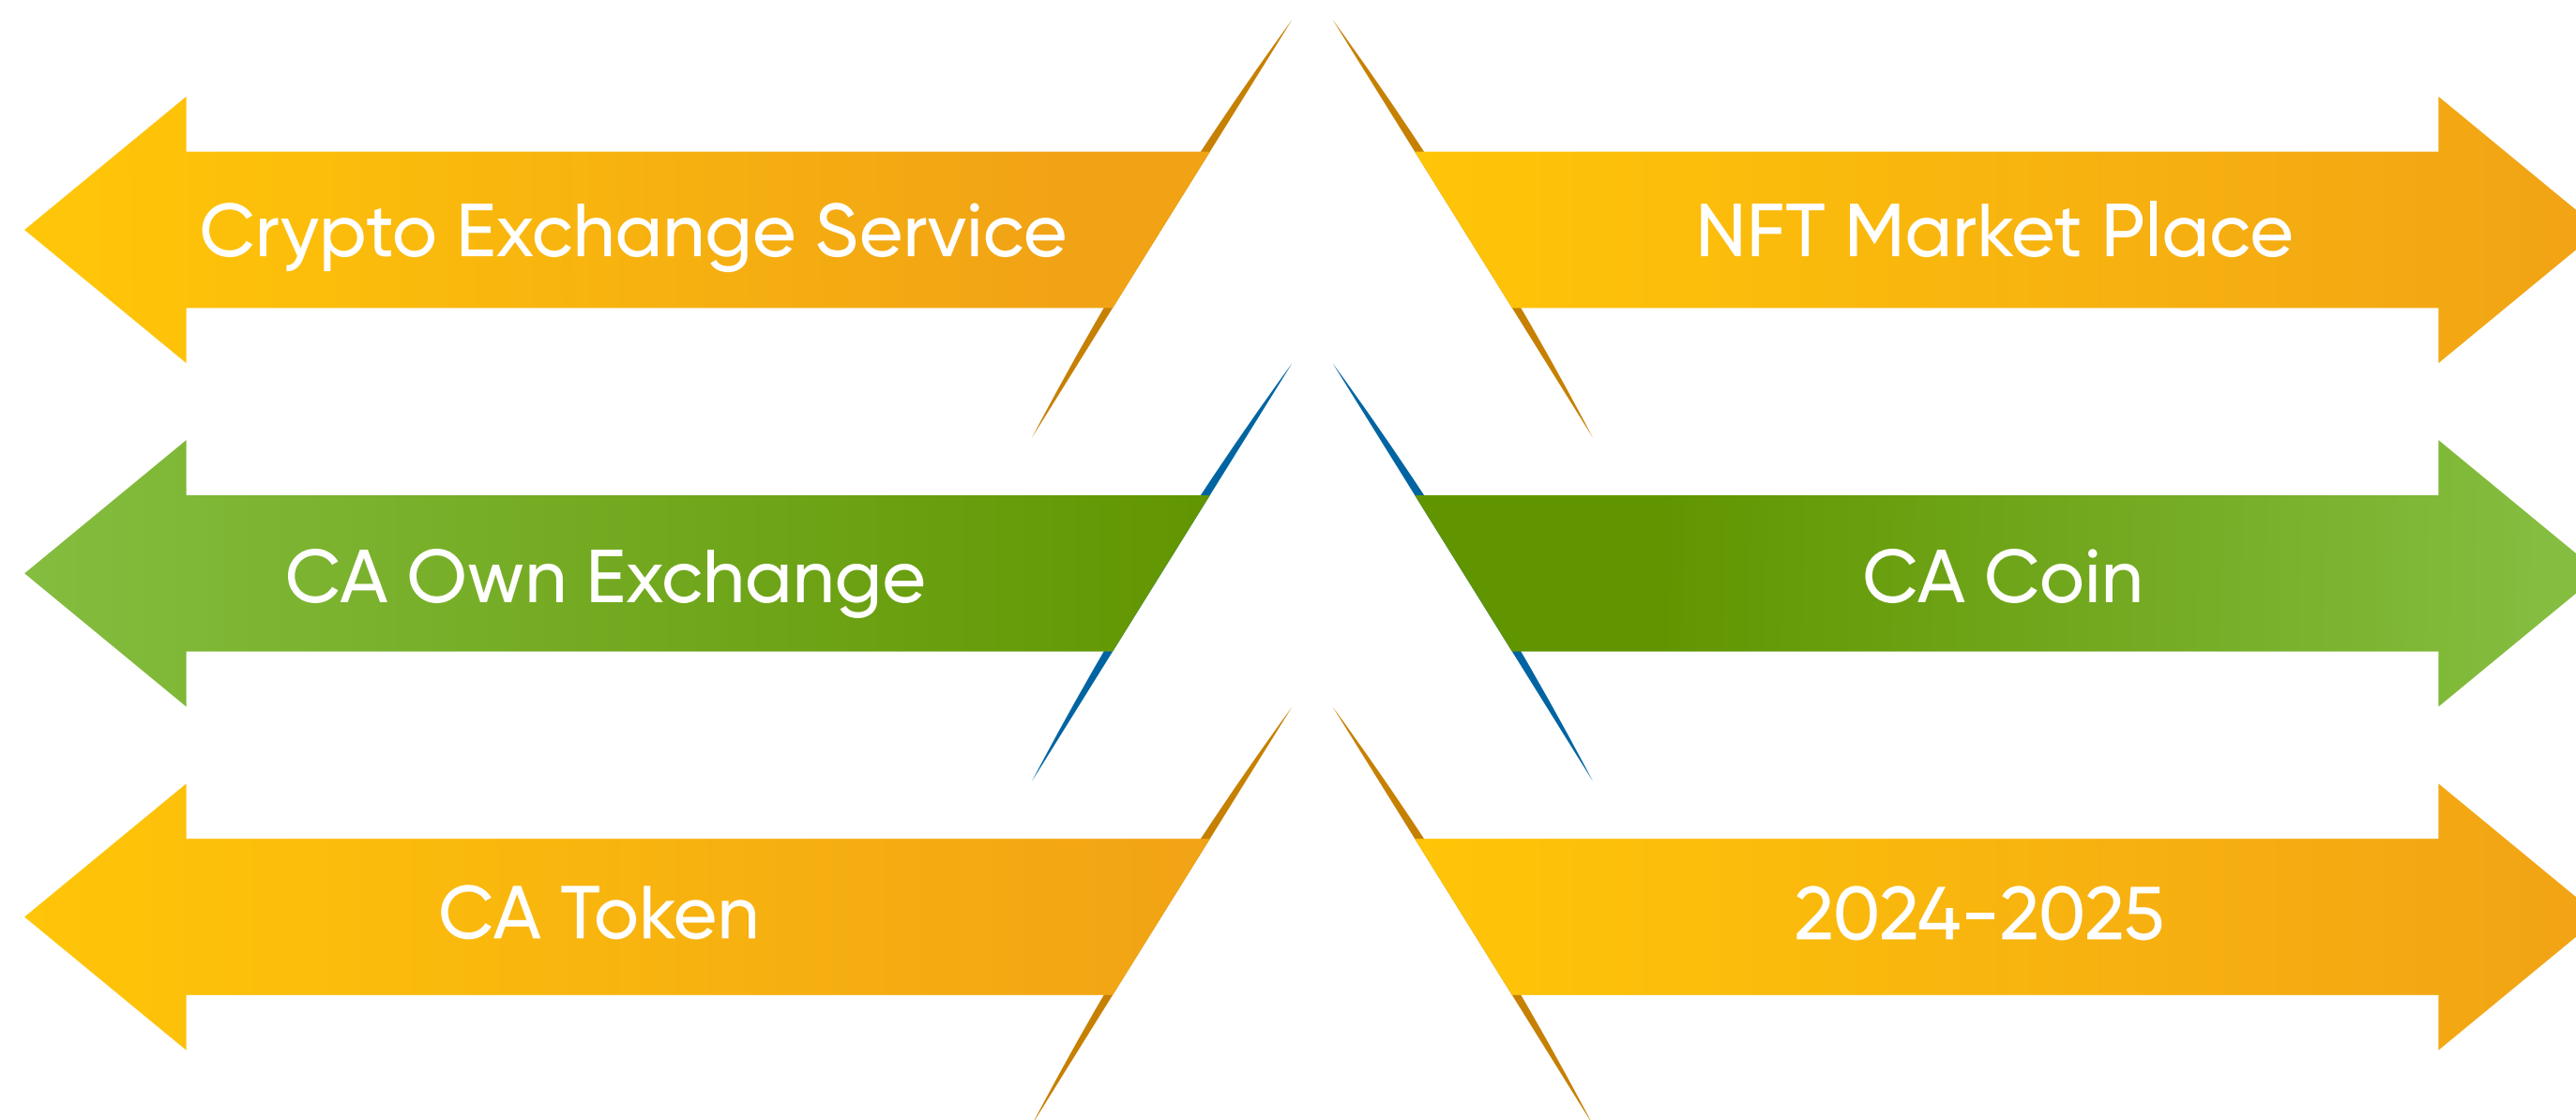 Crypto Exchange Service
NFT Market Place
CA Own Exchange
CA Coin
CA Token
2024-2025